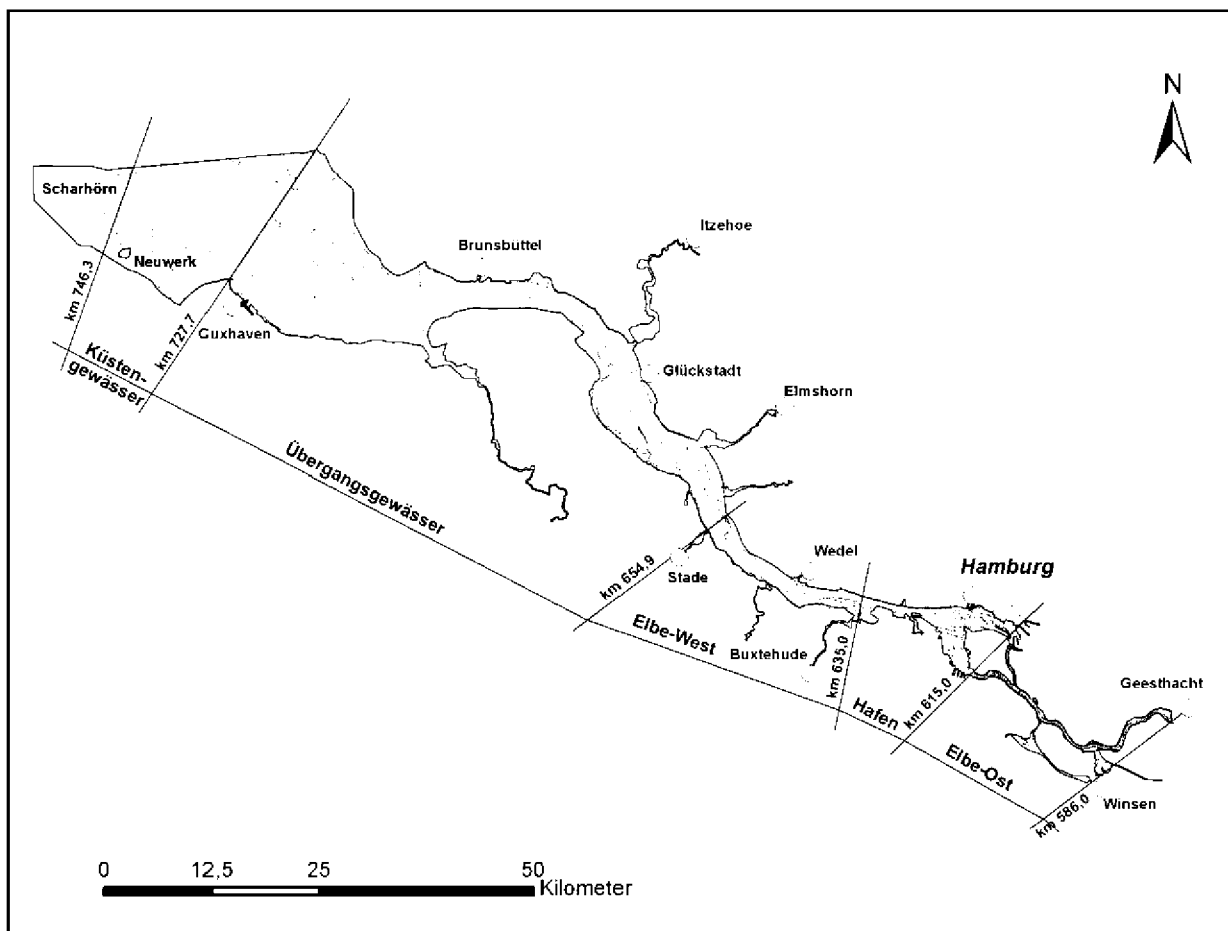 N
Scharhörn
Neuwerk
km 746,3
km 727,7
Cuxhaven
Brunsbuttel
Itzehoe
Glückstadt
Elmshorn
Küsten-
gewässer
Übergangsgewässer
km 654,9
Stade
Wedel
Hamburg
Elbe-West
Buxtehude
km 635,0
Hafen
km 615,0
Geesthacht
Elbe-Ost
km 586,0
Winsen
0 12,5 25 50
Kilometer